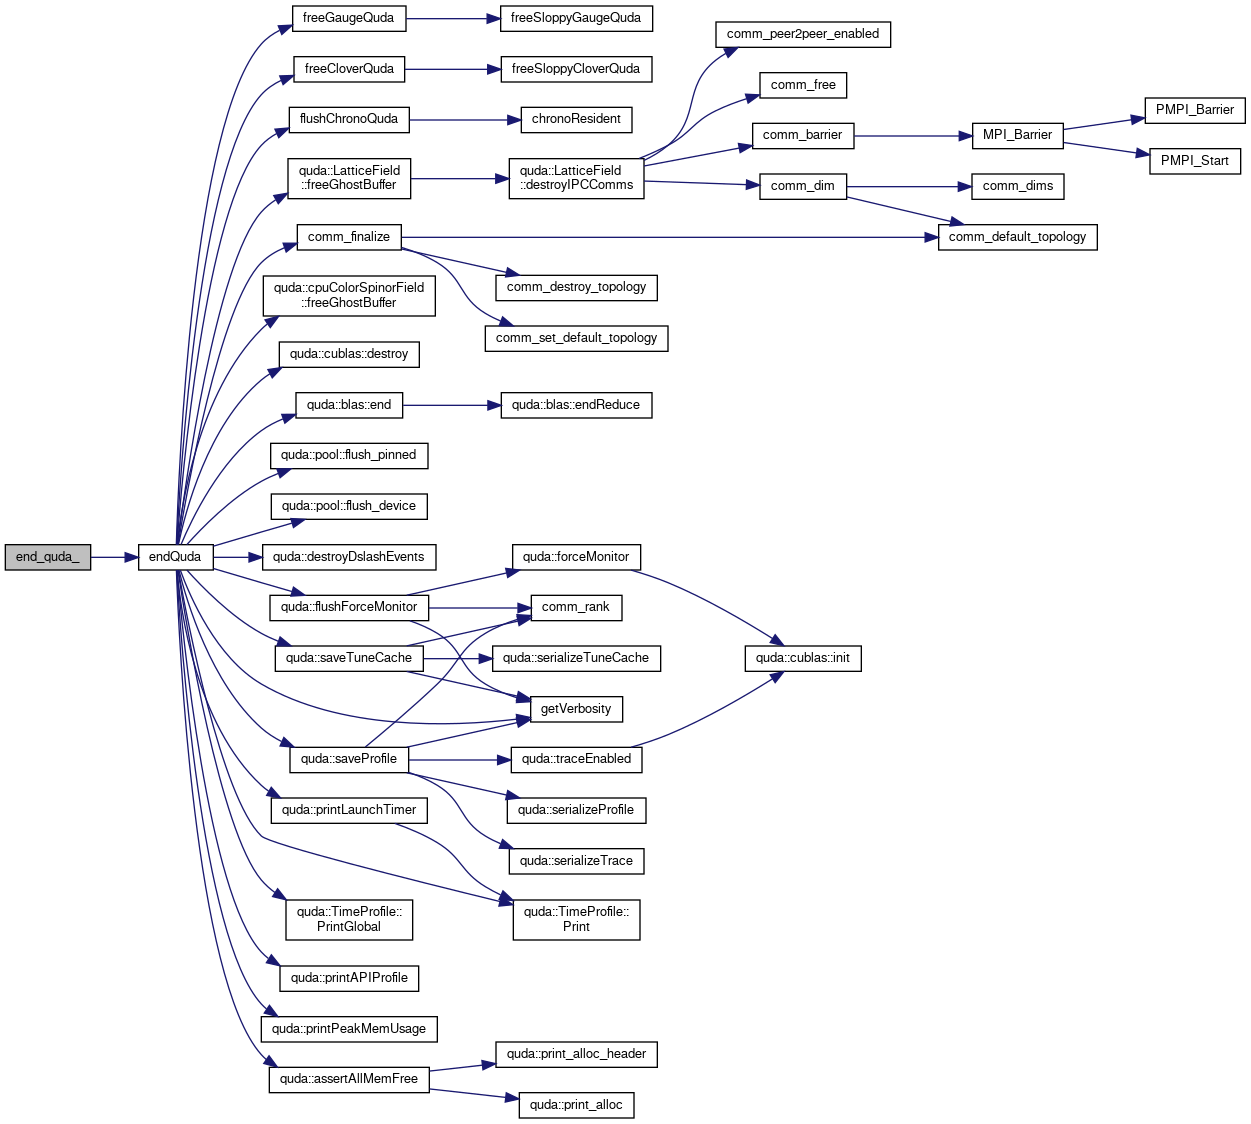 end_quda_
endQuda
freeGaugeQuda
freeSloppyGaugeQuda
freeCloverQuda
freeSloppyCloverQuda
flushChronoQuda
chronoResident
quda::LatticeField
::freeGhostBuffer
quda::LatticeField
::destroyIPCComms
comm_peer2peer_enabled
comm_free
comm_barrier
MPI_Barrier
PMPI_Barrier
PMPI_Start
comm_dim
comm_dims
comm_default_topology
comm_finalize
comm_destroy_topology
comm_set_default_topology
quda::cpuColorSpinorField
::freeGhostBuffer
quda::cublas::destroy
quda::blas::end
quda::blas::endReduce
quda::pool::flush_pinned
quda::pool::flush_device
quda::destroyDslashEvents
quda::flushForceMonitor
quda::forceMonitor
comm_rank
quda::saveTuneCache
quda::serializeTuneCache
quda::cublas::init
getVerbosity
quda::saveProfile
quda::traceEnabled
quda::printLaunchTimer
quda::serializeProfile
quda::serializeTrace
quda::TimeProfile::
PrintGlobal
quda::TimeProfile::
Print
quda::printAPIProfile
quda::printPeakMemUsage
quda::assertAllMemFree
quda::print_alloc_header
quda::print_alloc